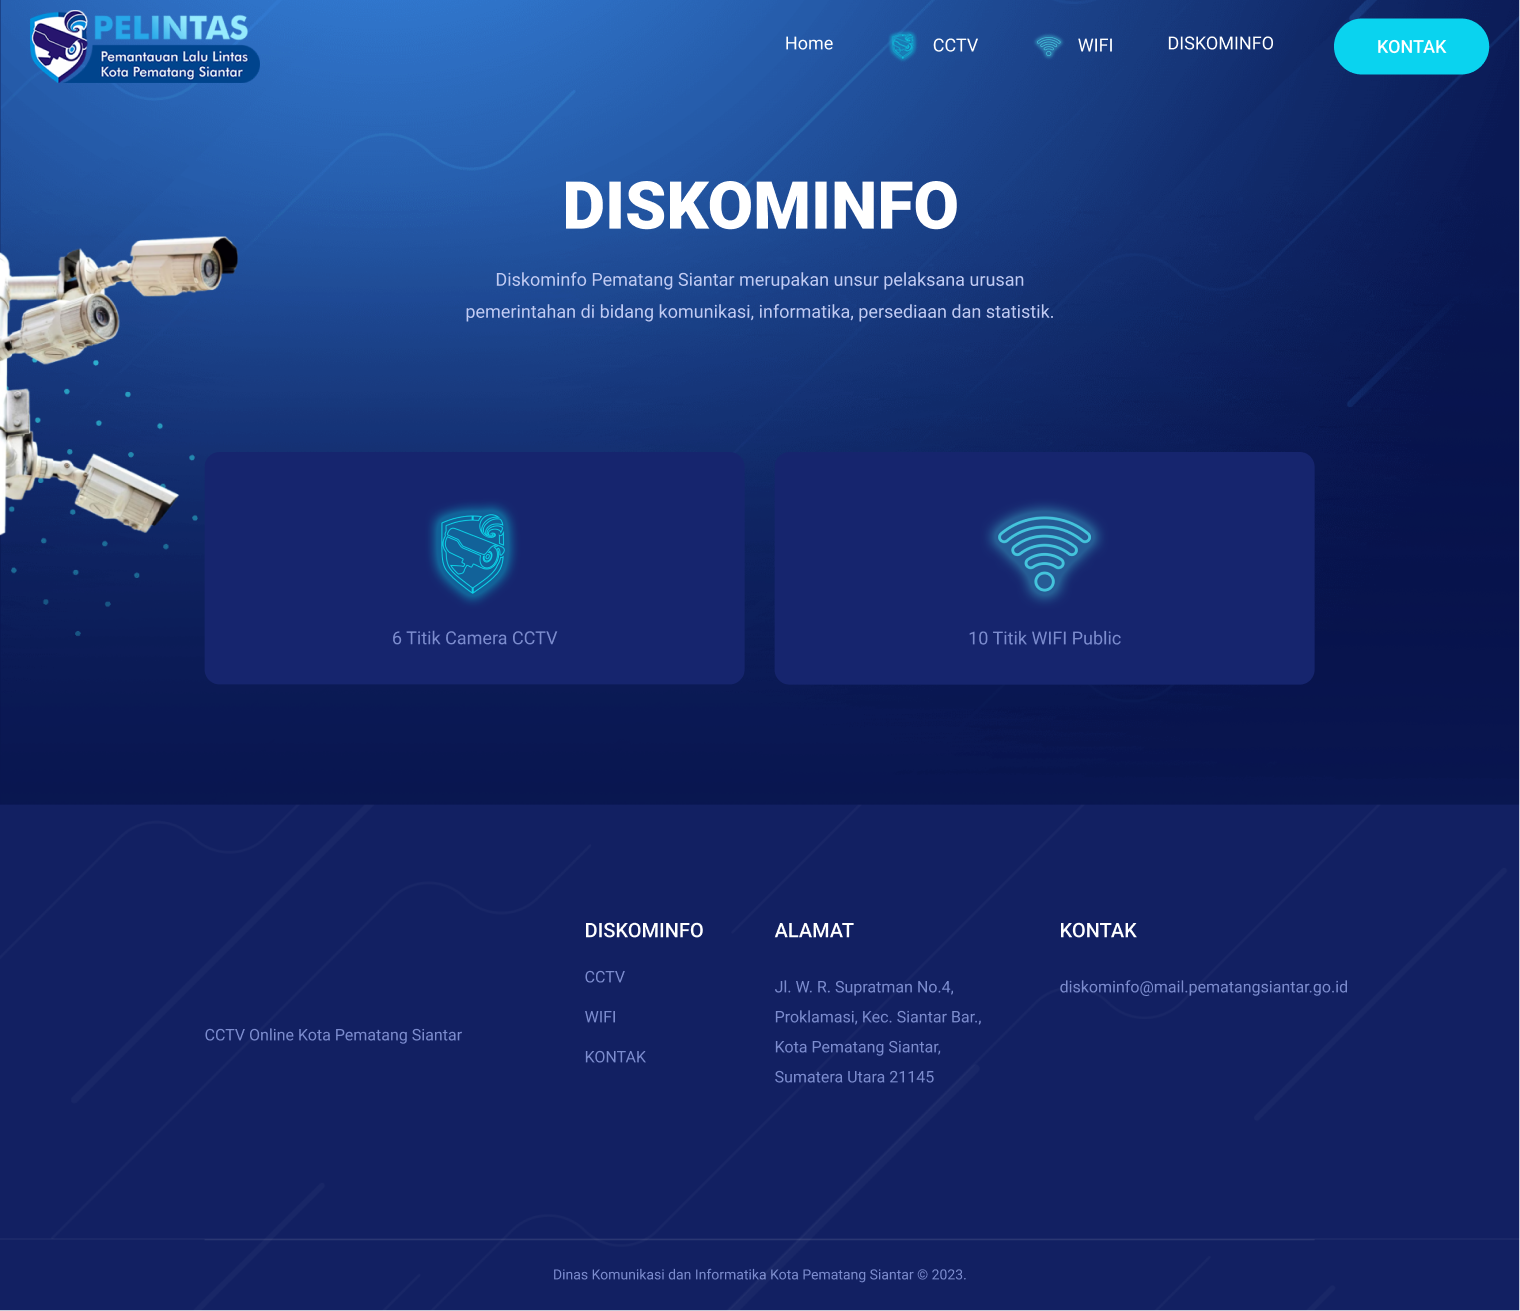 PELINTAS
Pemantauan Lalu Lintas
Kota Pematang Siantar
Home
CCTV
WIFI
DISKOMINFO
KONTAK
DISKOMINFO
Diskominfo Pematang Siantar merupakan unsur pelaksana urusan
pemerintahan di bidang komunikasi, informatika, persediaan dan statistik.
6 Titik Camera CCTV
10 Titik WIFI Public
CCTV Online Kota Pematang Siantar
DISKOMINFO
CCTV
WIFI
KONTAK
ALAMAT
Jl. W. R. Supratman No.4,
Proklamasi, Kec. Siantar Bar.,
Kota Pematang Siantar,
Sumatera Utara 21145
KONTAK
diskominfo@mail.pematangsiantar.go.id
Dinas Komunikasi dan Informatika Kota Pematang Siantar © 2023.